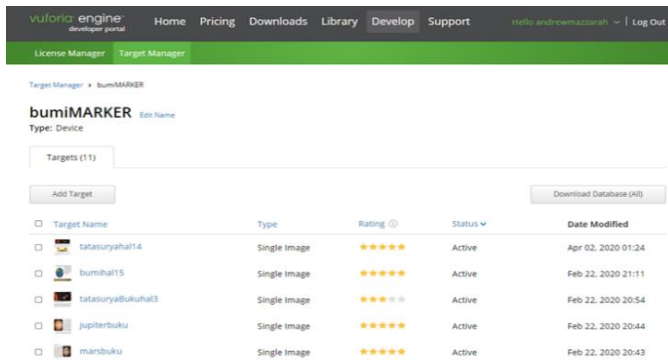 vuforia engine Home Pricing Downloads Library Develop Support Hello andrewmazzarah | Log Out
developer portal
License Manager Target Manager
Target Manager > bumiMARKER
bumiMARKER Edit Name
Type: Device
Targets (11)
Add Target Download Database (All)
Target Name Type Rating Status Date Modified
tatasuryahal14 Single Image Active Apr 02, 2020 01:24
bumihal15 Single Image Active Feb 22, 2020 21:11
tatasuryaBukuhal3 Single Image Active Feb 22, 2020 20:54
jupiterbuku Single Image Active Feb 22, 2020 20:44
marsbuku Single Image Active Feb 22, 2020 20:43